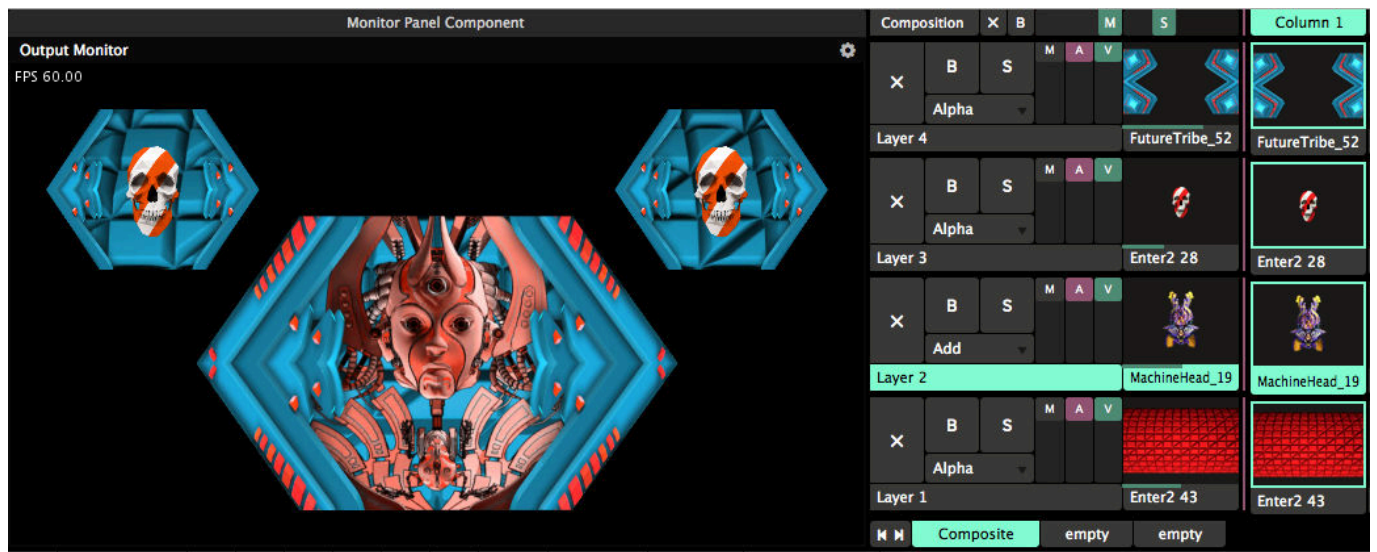 Monitor Panel Component
Output Monitor
FPS 60.00
Composition × B M S Column 1
M A V
× B S
Alpha
Layer 4 FutureTribe_52 FutureTribe_52
M A V
× B S
Alpha
Layer 3 Enter2 28 Enter2 28
M A V
× B S
Add
Layer 2 MachineHead_19 MachineHead_19
M A V
× B S
Alpha
Layer 1 Enter2 43 Enter2 43
Composite empty empty